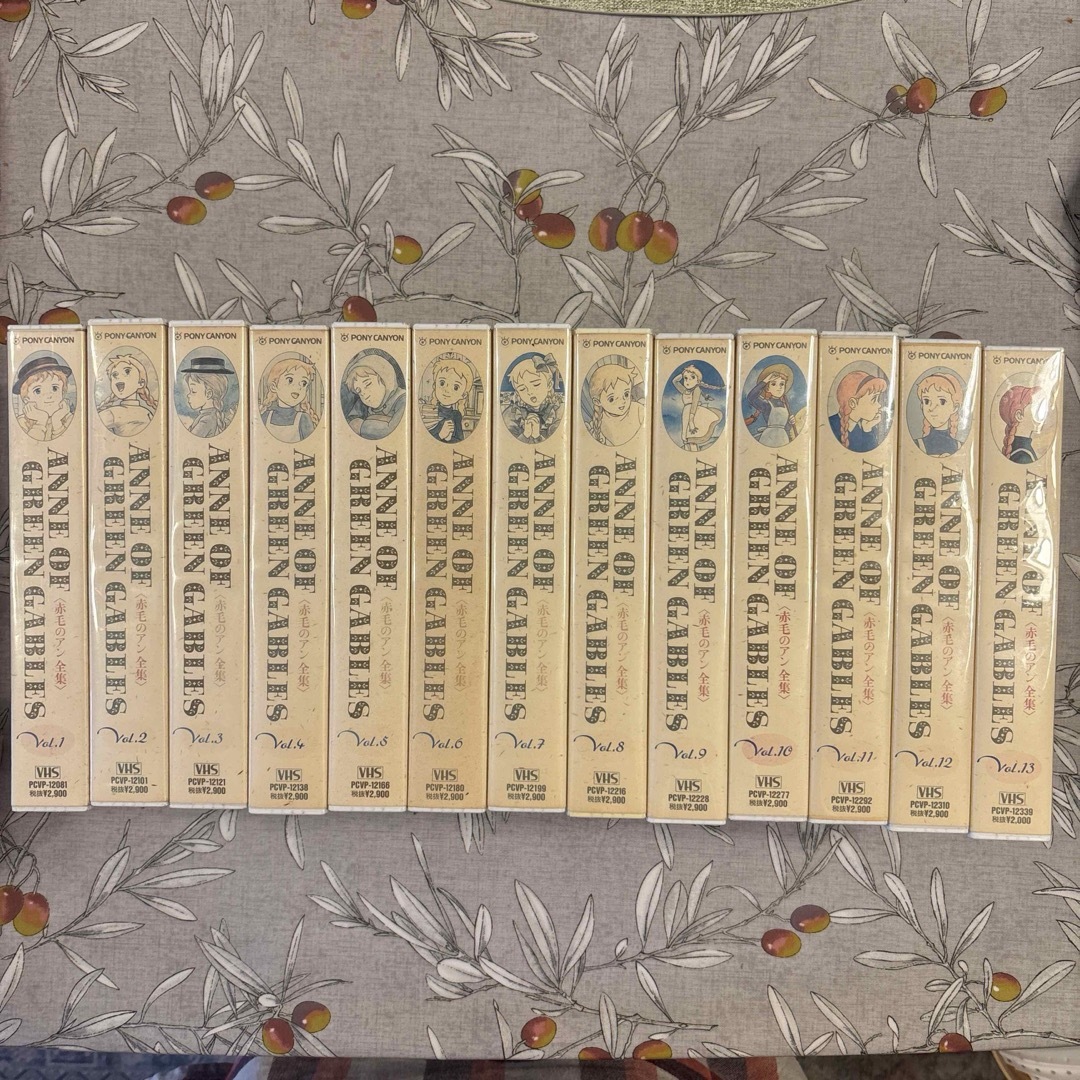 PONY CANYON
ANNE OF
GREEN GABLES
〈赤毛のアン 全集〉
Vol.1
VHS
PCVP-12081
税抜¥2,900
PONY CANYON
ANNE OF
GREEN GABLES
〈赤毛のアン 全集〉
Vol.2
VHS
PCVP-12101
税抜¥2,900
PONY CANYON
ANNE OF
GREEN GABLES
〈赤毛のアン 全集〉
Vol.3
VHS
PCVP-12121
税抜¥2,900
PONY CANYON
ANNE OF
GREEN GABLES
〈赤毛のアン 全集〉
Vol.4
VHS
PCVP-12138
税抜¥2,900
PONY CANYON
ANNE OF
GREEN GABLES
〈赤毛のアン 全集〉
Vol.5
VHS
PCVP-12166
税抜¥2,900
PONY CANYON
ANNE OF
GREEN GABLES
〈赤毛のアン 全集〉
Vol.6
VHS
PCVP-12180
税抜¥2,900
PONY CANYON
ANNE OF
GREEN GABLES
〈赤毛のアン 全集〉
Vol.7
VHS
PCVP-12199
税抜¥2,900
PONY CANYON
ANNE OF
GREEN GABLES
〈赤毛のアン 全集〉
Vol.8
VHS
PCVP-12216
税抜¥2,900
PONY CANYON
ANNE OF
GREEN GABLES
〈赤毛のアン 全集〉
Vol.9
VHS
PCVP-12228
税抜¥2,900
PONY CANYON
ANNE OF
GREEN GABLES
〈赤毛のアン 全集〉
Vol.10
VHS
PCVP-12277
税抜¥2,900
PONY CANYON
ANNE OF
GREEN GABLES
〈赤毛のアン 全集〉
Vol.11
VHS
PCVP-12292
税抜¥2,900
PONY CANYON
ANNE OF
GREEN GABLES
〈赤毛のアン 全集〉
Vol.12
VHS
PCVP-12310
税抜¥2,900
PONY CANYON
ANNE OF
GREEN GABLES
〈赤毛のアン 全集〉
Vol.13
VHS
PCVP-12339
税抜¥2,000